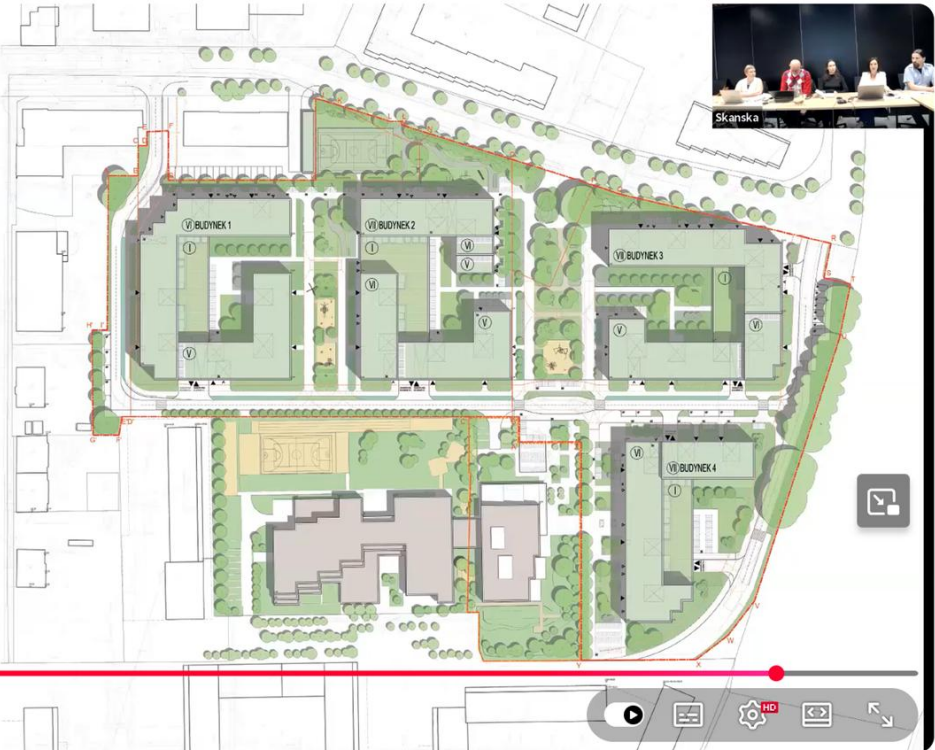 Skanska
F
VI BUDYNEK 1
VII BUDYNEK 2
I
I
VI
V
VI
V
V
VII BUDYNEK 3
I
V
VI
R
S
T
H'
G
VI
VII BUDYNEK 4
I
V
W
X
Y
HD